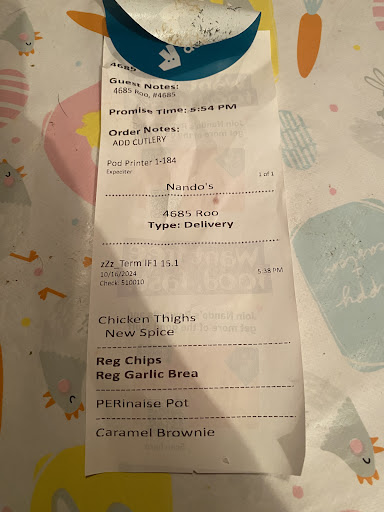 4685
Guest Notes:
4685 Roo, #4685
Promise Time: 5:54 PM
Order Notes:
ADD CUTLERY
Pod Printer 1-184
Expeditor 1 of 1
Nando's
4685 Roo
Type: Delivery
zZz_Term IF1 15.1
10/16/2024 5:38 PM
Check: 510010
Chicken Thighs
New Spice
Reg Chips
Reg Garlic Brea
PERinaise Pot
Caramel Brownie